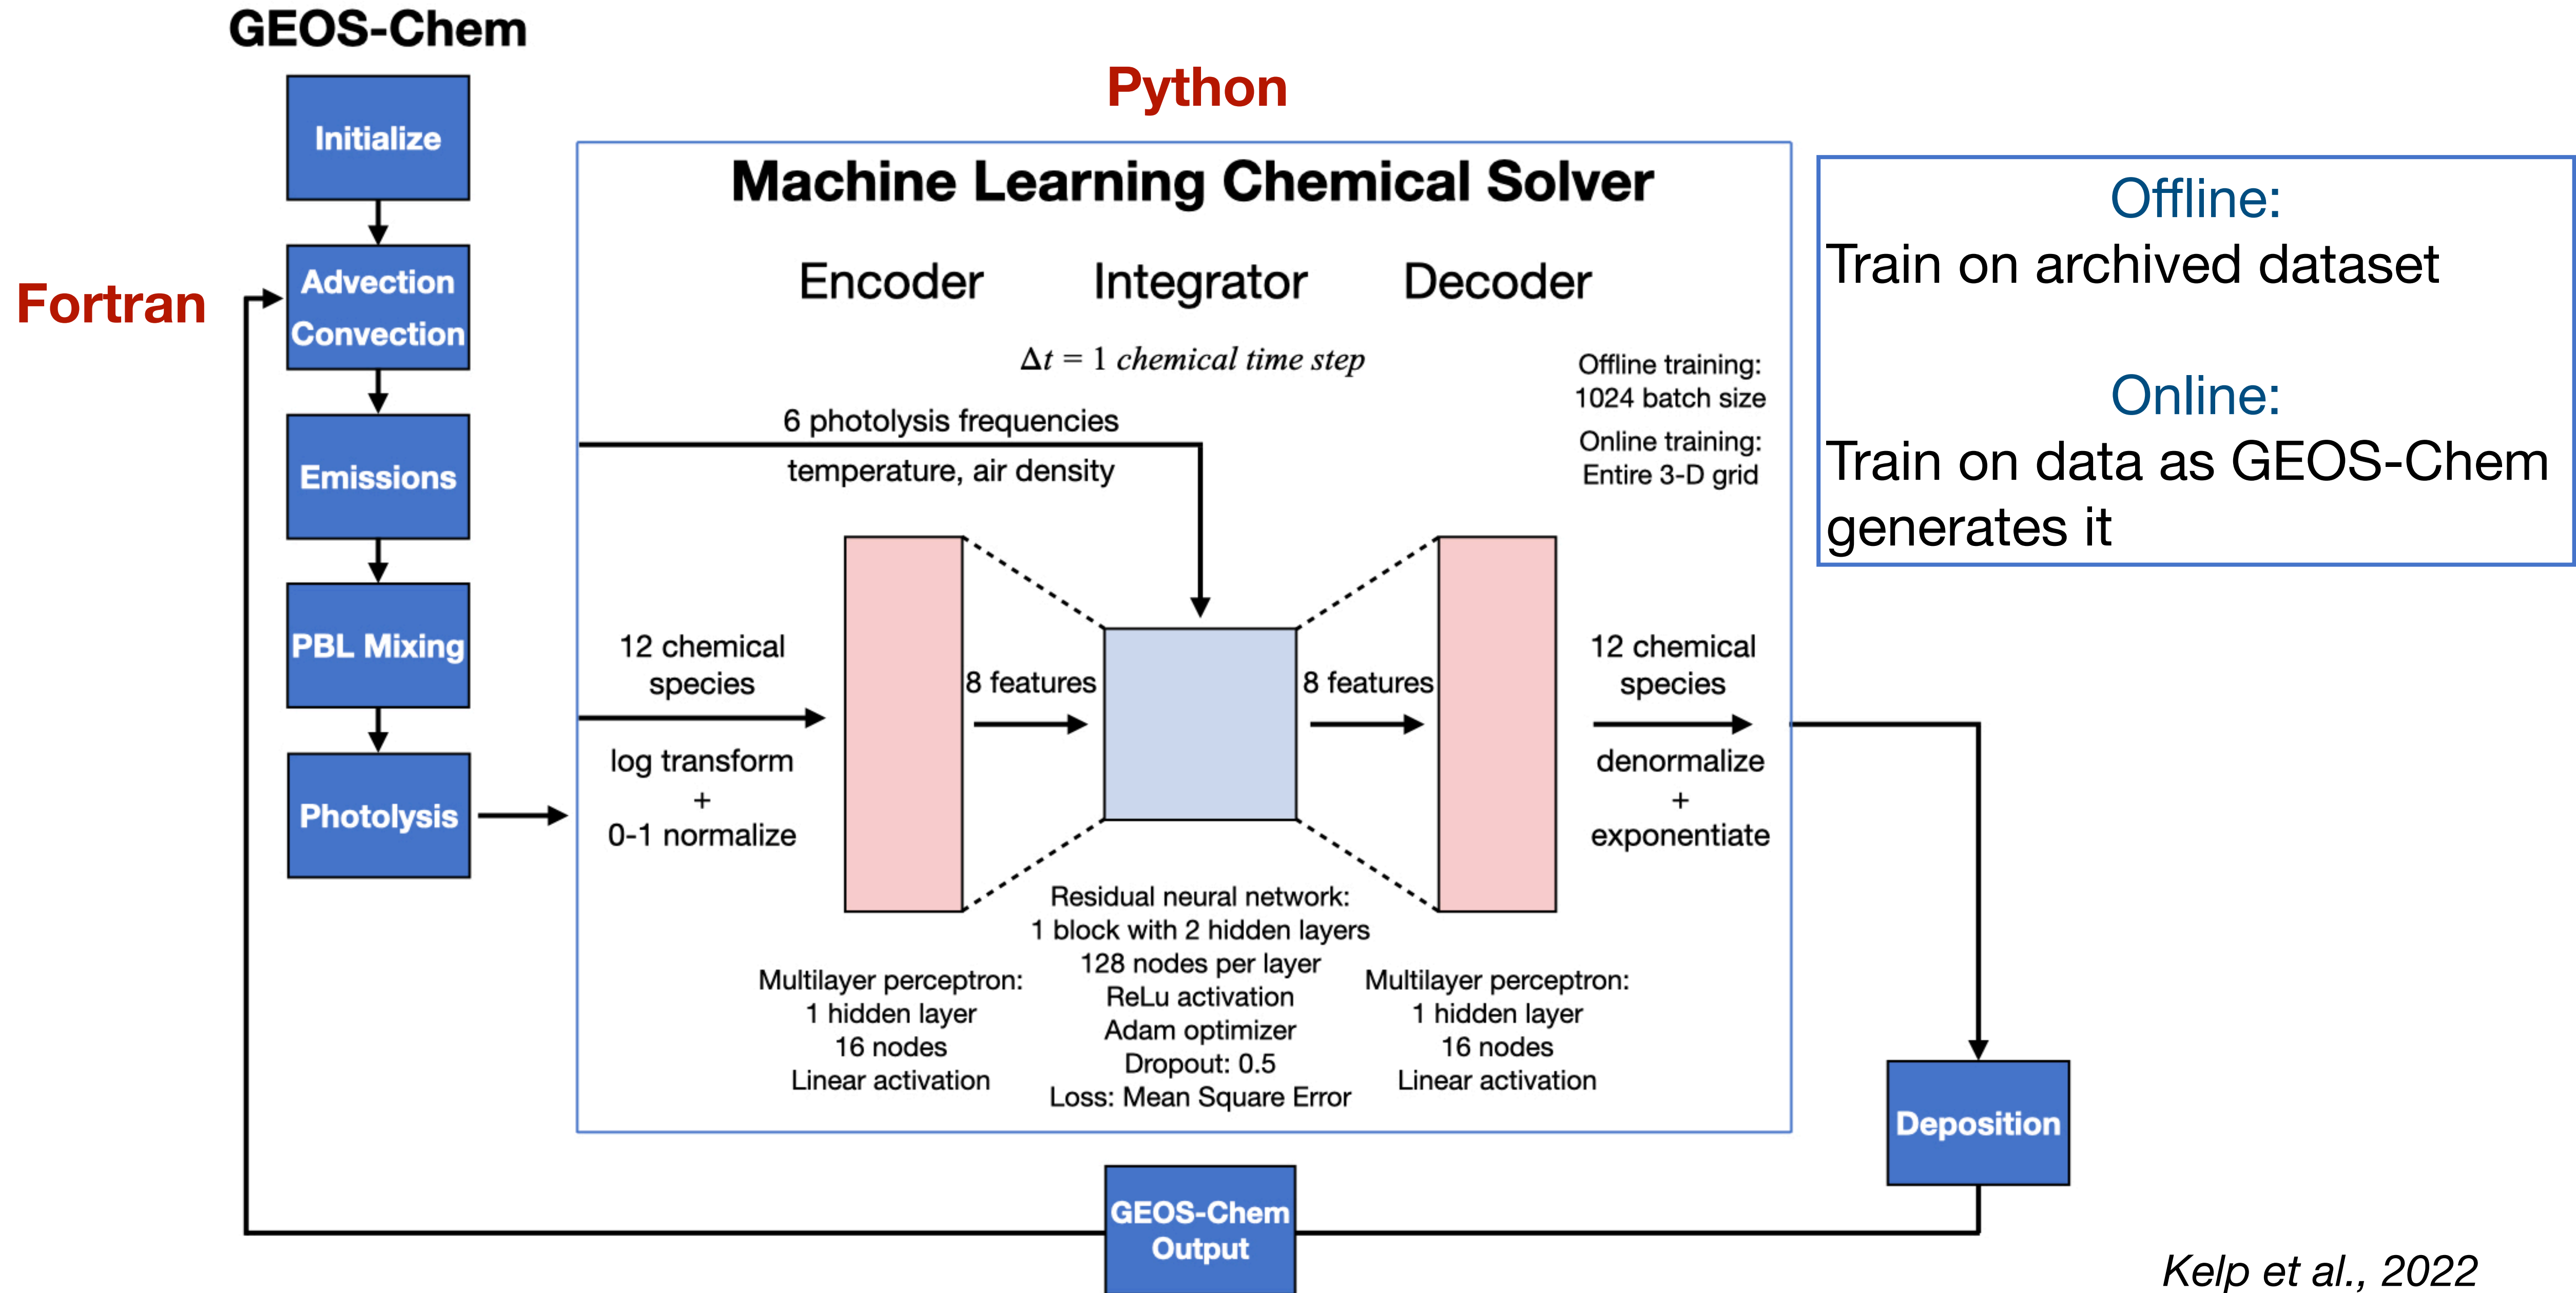 GEOS-Chem
Initialize
Advection
Convection
Emissions
PBL Mixing
Photolysis
Fortran
Python
Machine Learning Chemical Solver
Encoder
Integrator
Decoder
Δt = 1 chemical time step
6 photolysis frequencies
temperature, air density
Offline training:
1024 batch size
Online training:
Entire 3-D grid
12 chemical
species
log transform
+
0-1 normalize
8 features
8 features
12 chemical
species
denormalize
+
exponentiate
Multilayer perceptron:
1 hidden layer
16 nodes
Linear activation
Residual neural network:
1 block with 2 hidden layers
128 nodes per layer
ReLu activation
Adam optimizer
Dropout: 0.5
Loss: Mean Square Error
Multilayer perceptron:
1 hidden layer
16 nodes
Linear activation
Offline:
Train on archived dataset
Online:
Train on data as GEOS-Chem
generates it
Deposition
GEOS-Chem
Output
Kelp et al., 2022